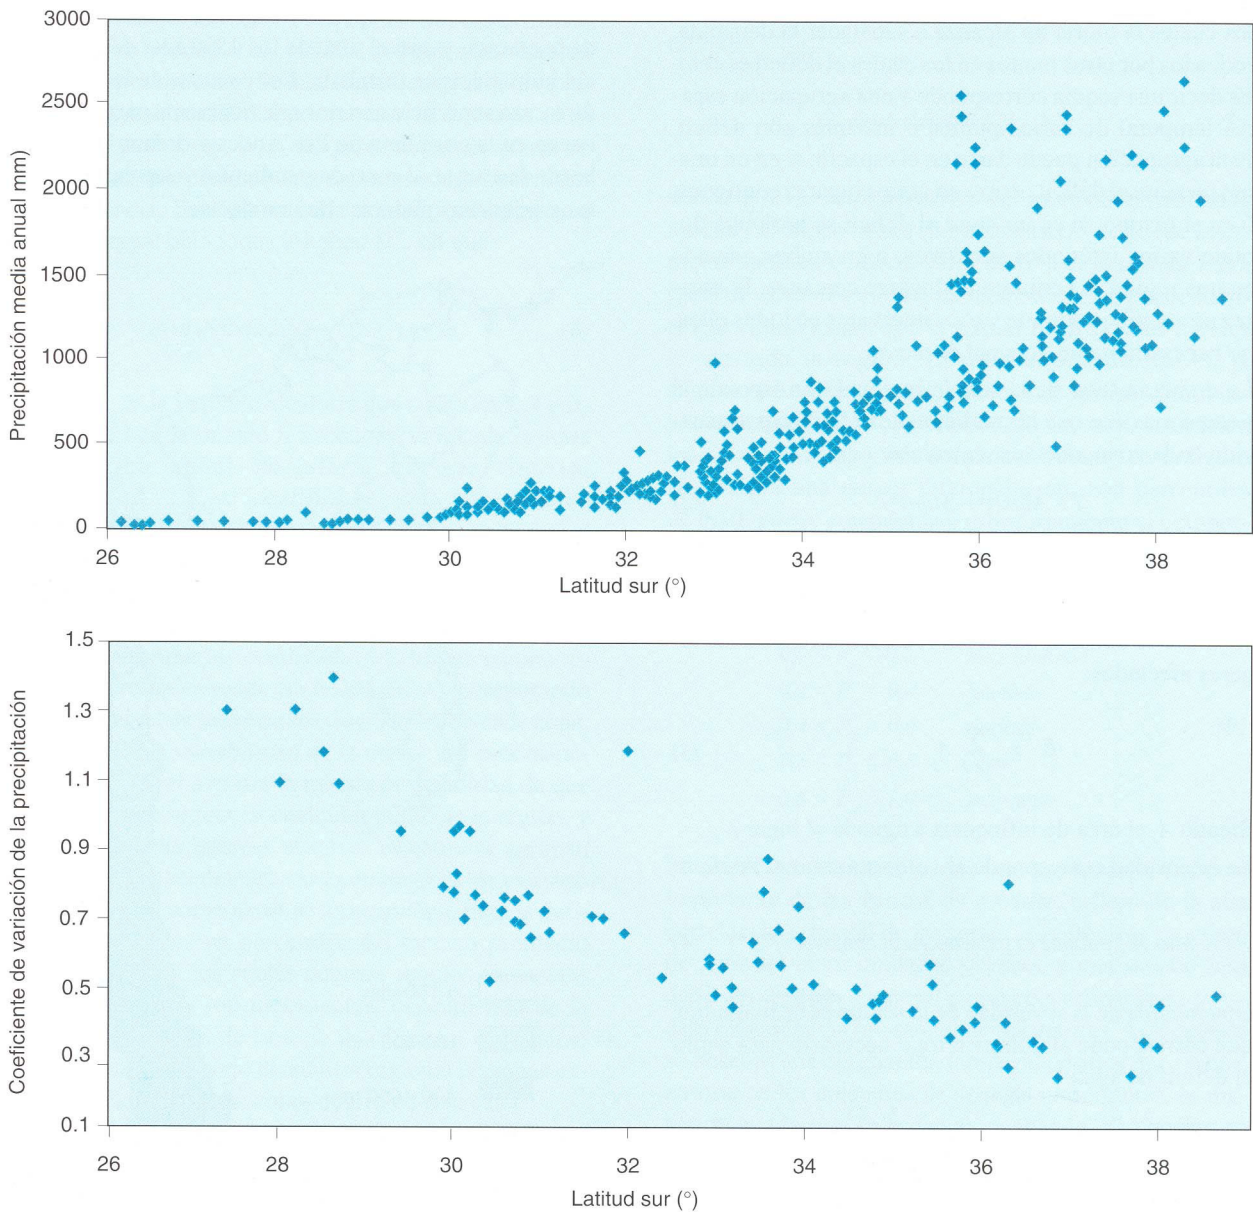 3000
2500
2000
1500
1000
500
0
Precipitación media anual mm)
26 28 30 32 34 36 38
Latitud sur (°)
1.5
1.3
1.1
0.9
0.7
0.5
0.3
0.1
Coeficiente de variación de la precipitación
26 28 30 32 34 36 38
Latitud sur (°)